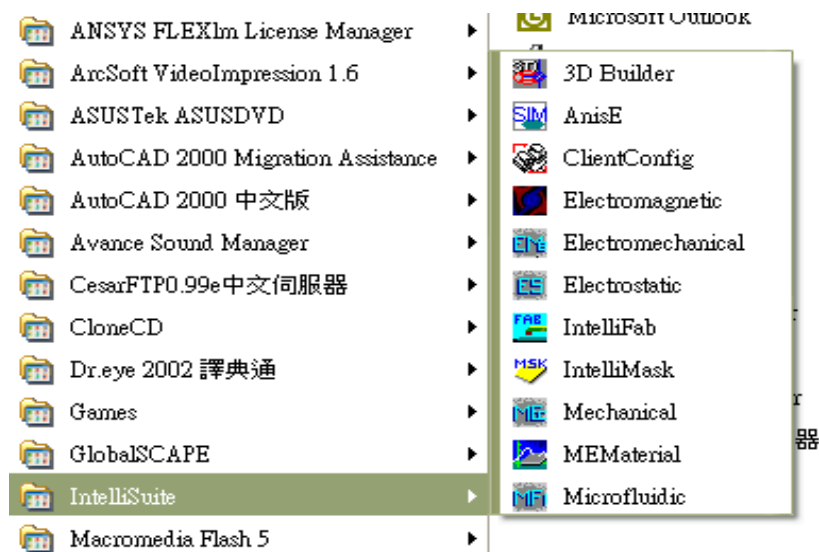 ANSYS FLEXlm License Manager
ArcSoft VideoImpression 1.6
ASUSTek ASUSDVD
AutoCAD 2000 Migration Assistance
AutoCAD 2000 中文版
Avance Sound Manager
CesarFTP0.99e中文伺服器
CloneCD
Dr.eye 2002 譯典通
Games
GlobalSCAPE
IntelliSuite
Macromedia Flash 5
Microsoft Outlook
3D Builder
AnisE
ClientConfig
Electromagnetic
Electromechanical
Electrostatic
FAB IntelliFab
MSK IntelliMask
Mechanical
MEMaterial
Microfluidic
器